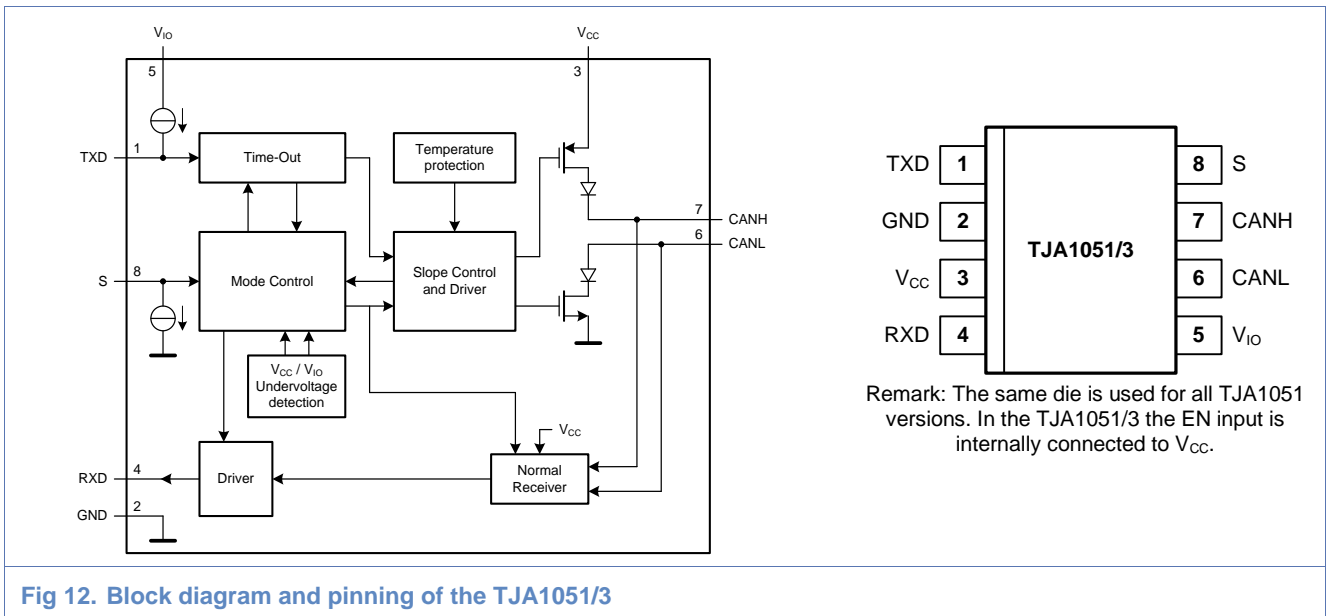 VIO
VCC
5
3
TXD
1
Time-Out
Temperature
protection
7
CANH
6
CANL
S
8
Mode Control
Slope Control
and Driver
VCC / VIO
Undervoltage
detection
VCC
RXD
4
Driver
Normal
Receiver
GND
2
TXD 1
8 S
GND 2
7 CANH
TJA1051/3
VCC 3
6 CANL
RXD 4
5 VIO
Remark: The same die is used for all TJA1051
versions. In the TJA1051/3 the EN input is
internally connected to VCC.
Fig 12. Block diagram and pinning of the TJA1051/3